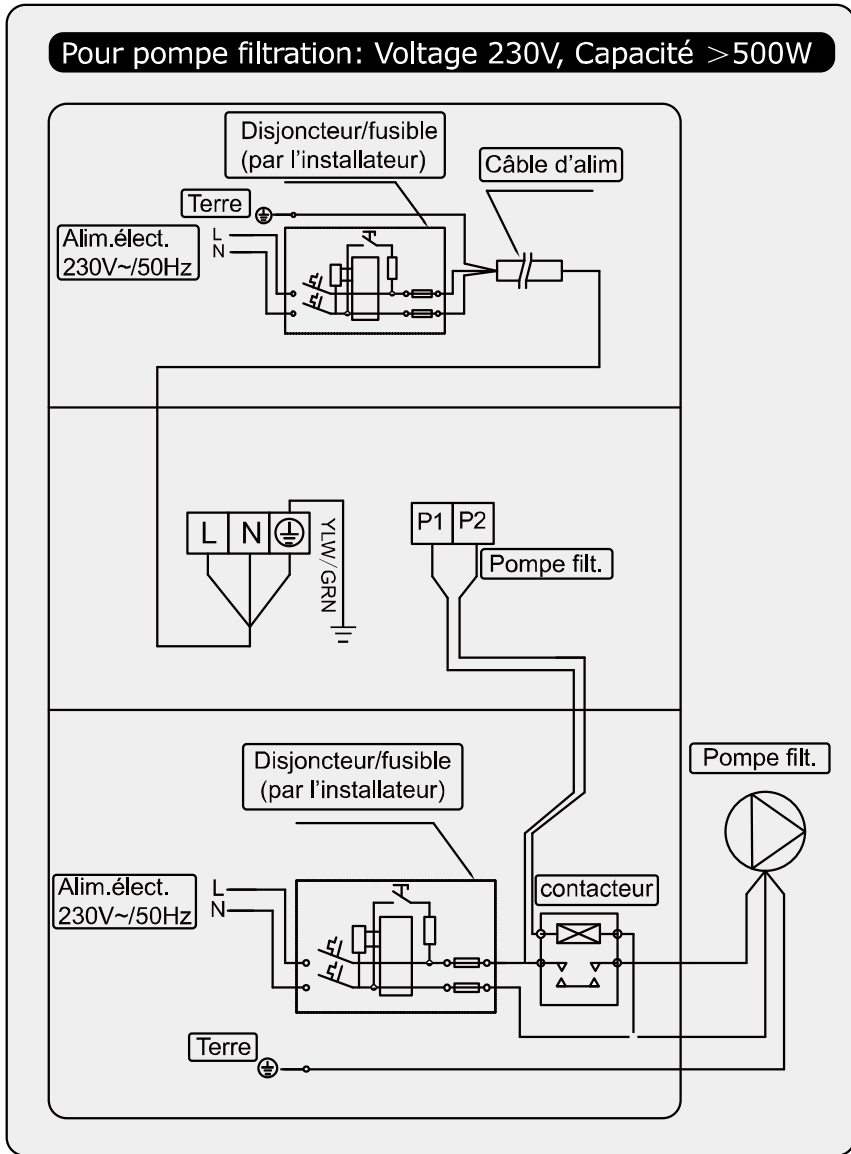 Pour pompe filtration: Voltage 230V, Capacité >500W
Disjoncteur/fusible
(par l'installateur)
Câble d'alim
Terre
Alim.élect.
230V~/50Hz
L
N
L N
YLW/GRN
P1 P2
Pompe filt.
Disjoncteur/fusible
(par l'installateur)
Pompe filt.
Alim.élect.
230V~/50Hz
L
N
contacteur
Terre